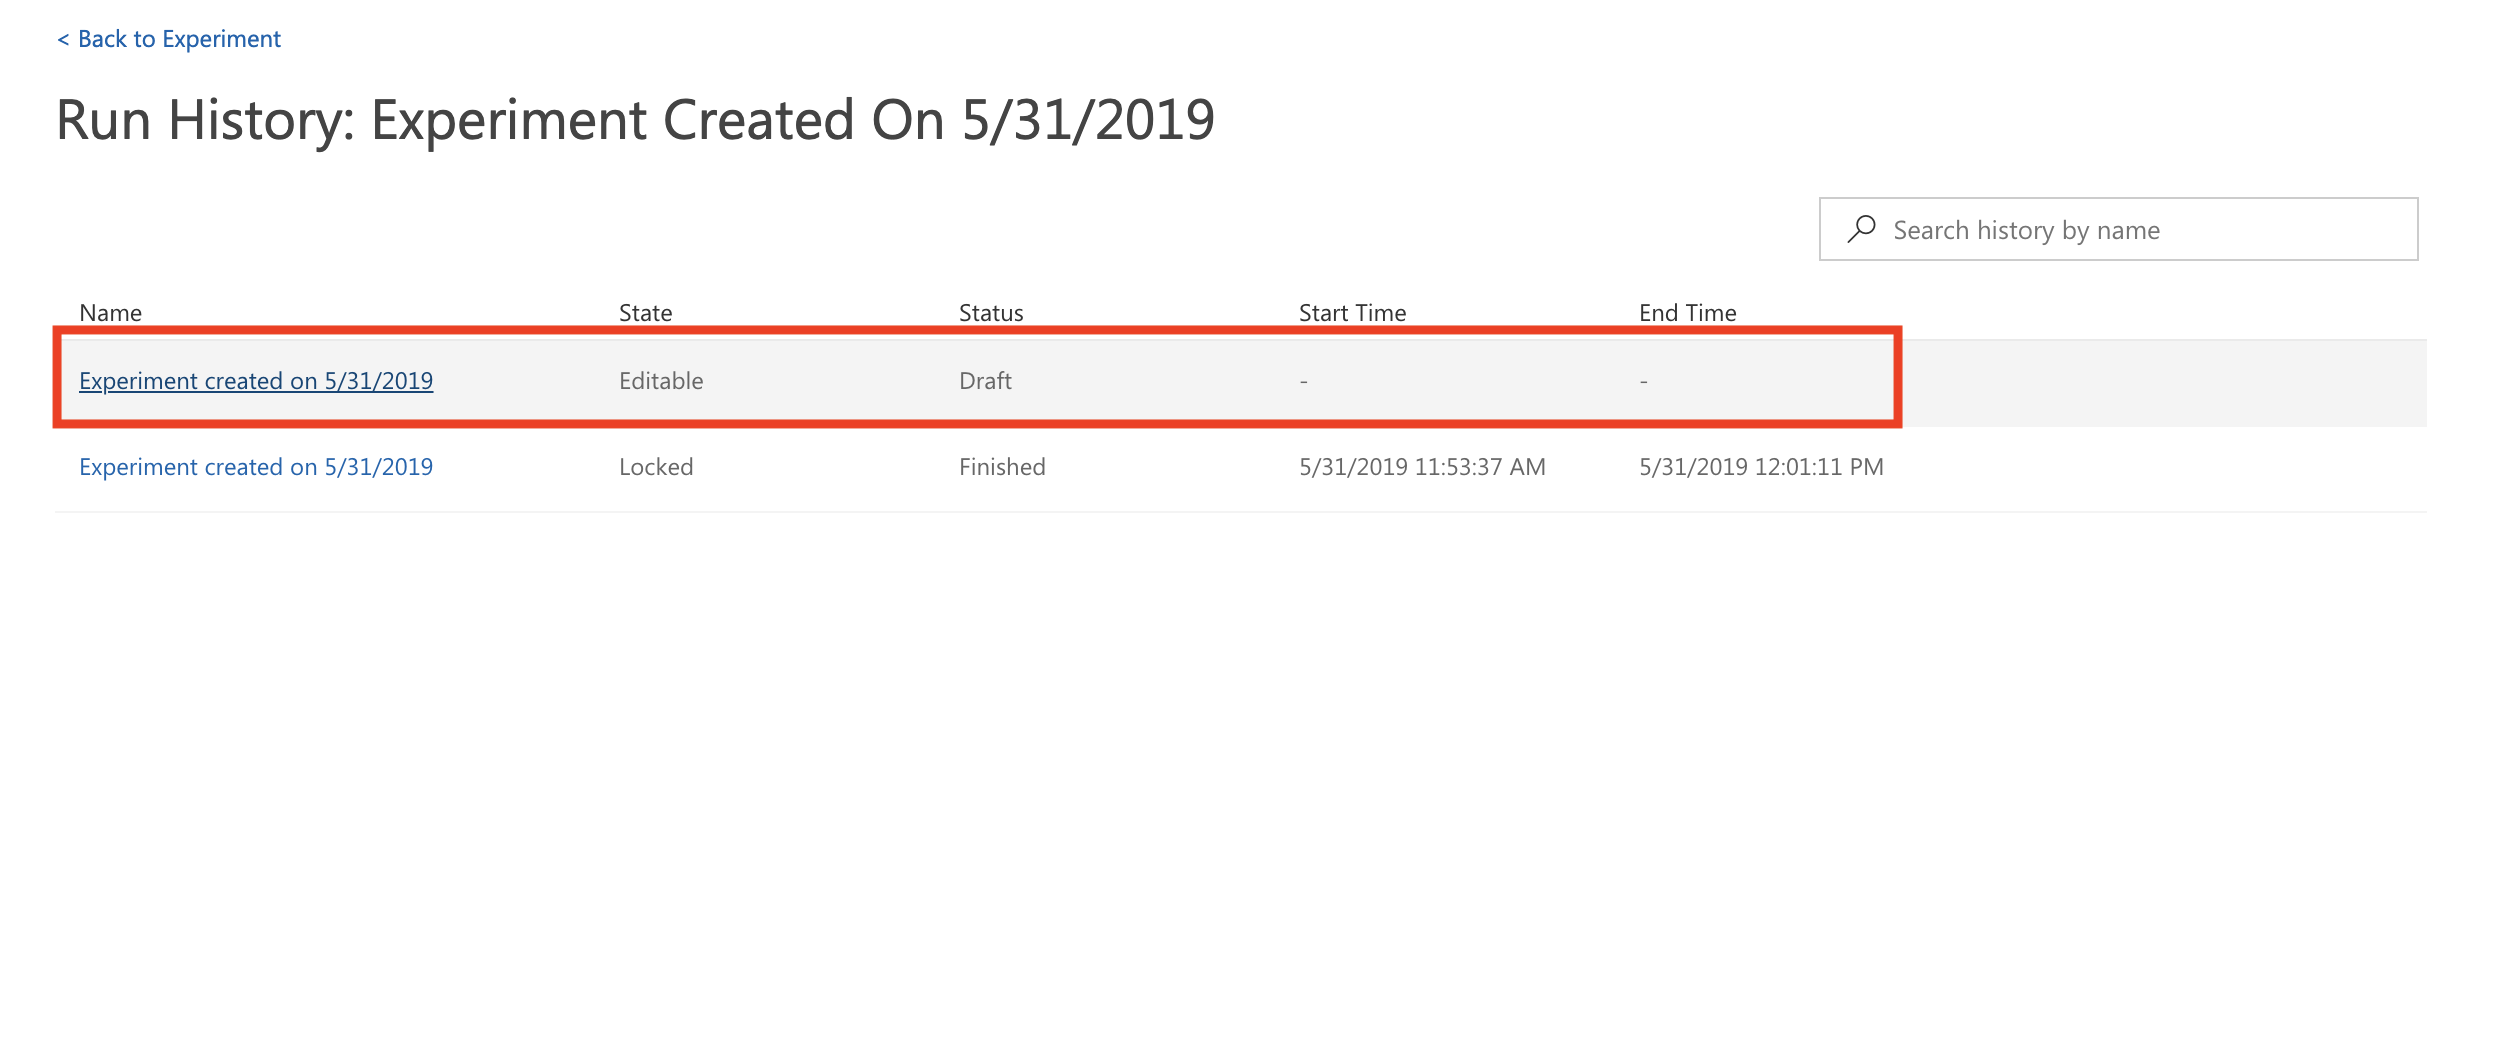 < Back to Experiment
Run History: Experiment Created On 5/31/2019
Search history by name
Name State Status Start Time End Time
Experiment created on 5/31/2019 Editable Draft - -
Experiment created on 5/31/2019 Locked Finished 5/31/2019 11:53:37 AM 5/31/2019 12:01:11 PM